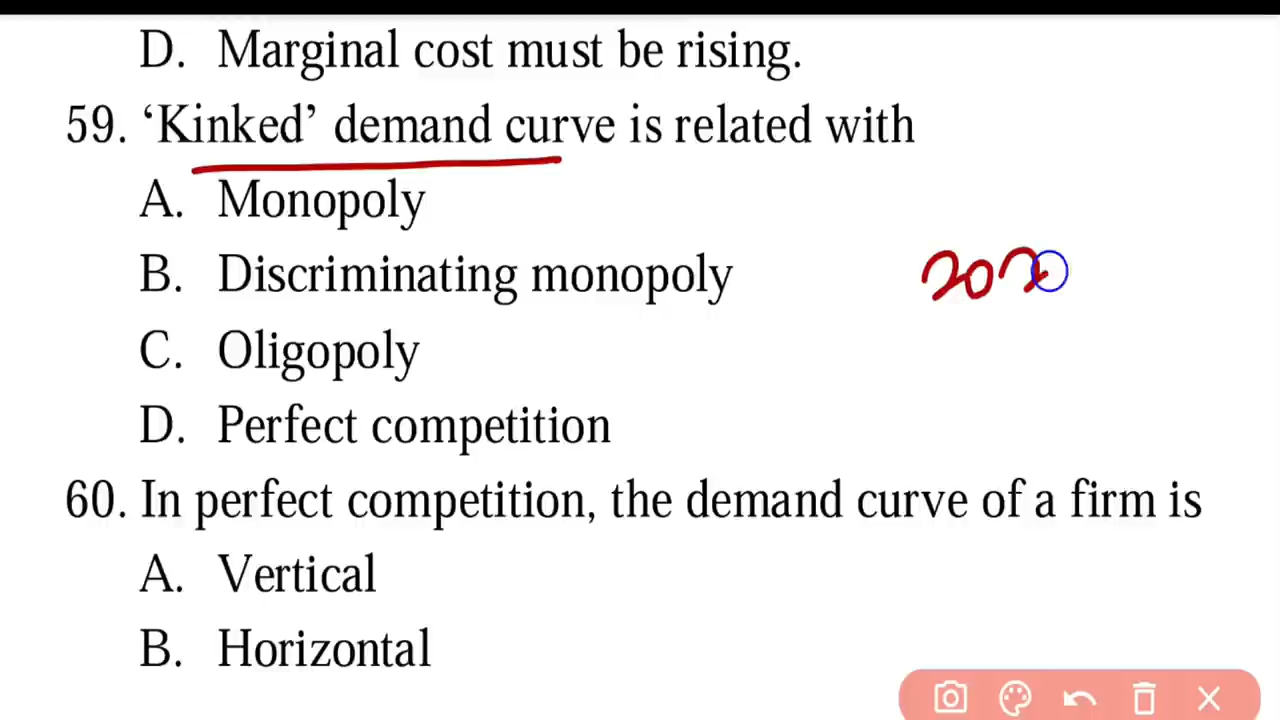 D. Marginal cost must be rising.
59. ‘Kinked’ demand curve is related with
A. Monopoly
B. Discriminating monopoly
202
C. Oligopoly
D. Perfect competition
60. In perfect competition, the demand curve of a firm is
A. Vertical
B. Horizontal